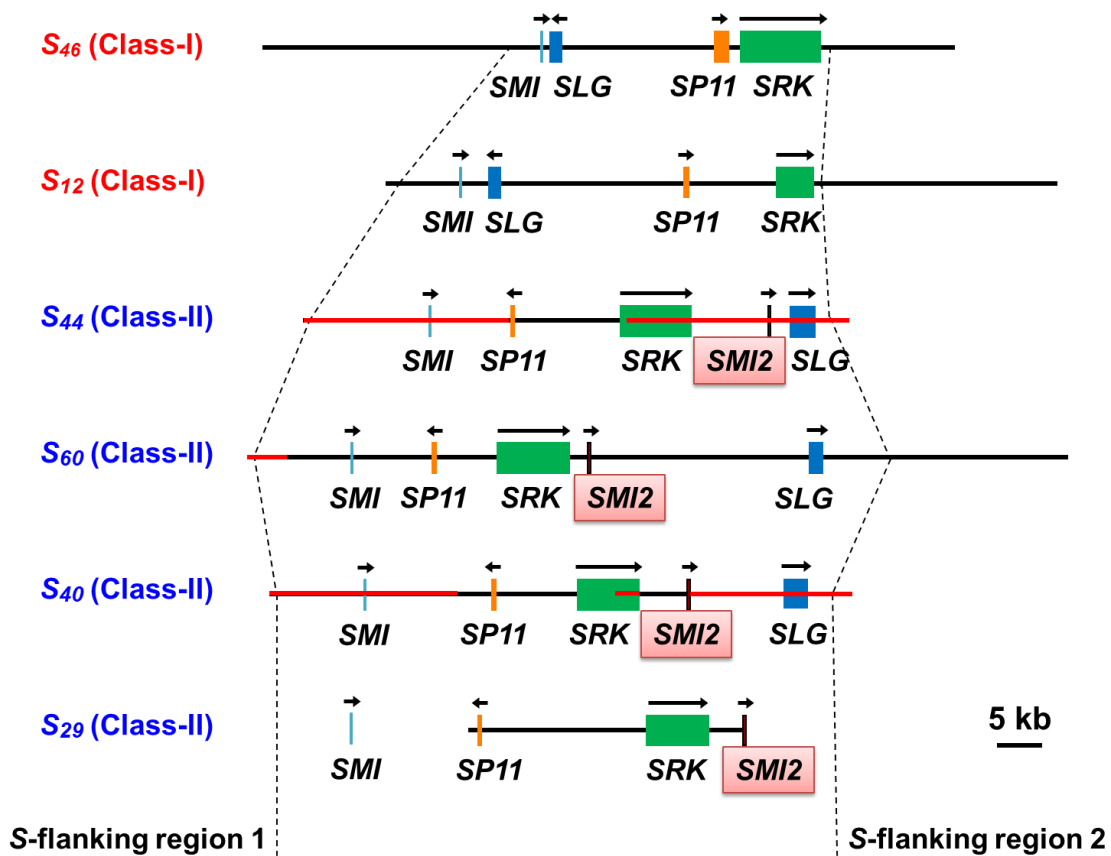 S46 (Class-I)
SMI SLG SP11 SRK
S12 (Class-I)
SMI SLG SP11 SRK
S44 (Class-II)
SMI SP11 SRK SMI2 SLG
S60 (Class-II)
SMI SP11 SRK SMI2 SLG
S40 (Class-II)
SMI SP11 SRK SMI2 SLG
S29 (Class-II)
5 kb
SMI SP11 SRK SMI2
S-flanking region 1 S-flanking region 2